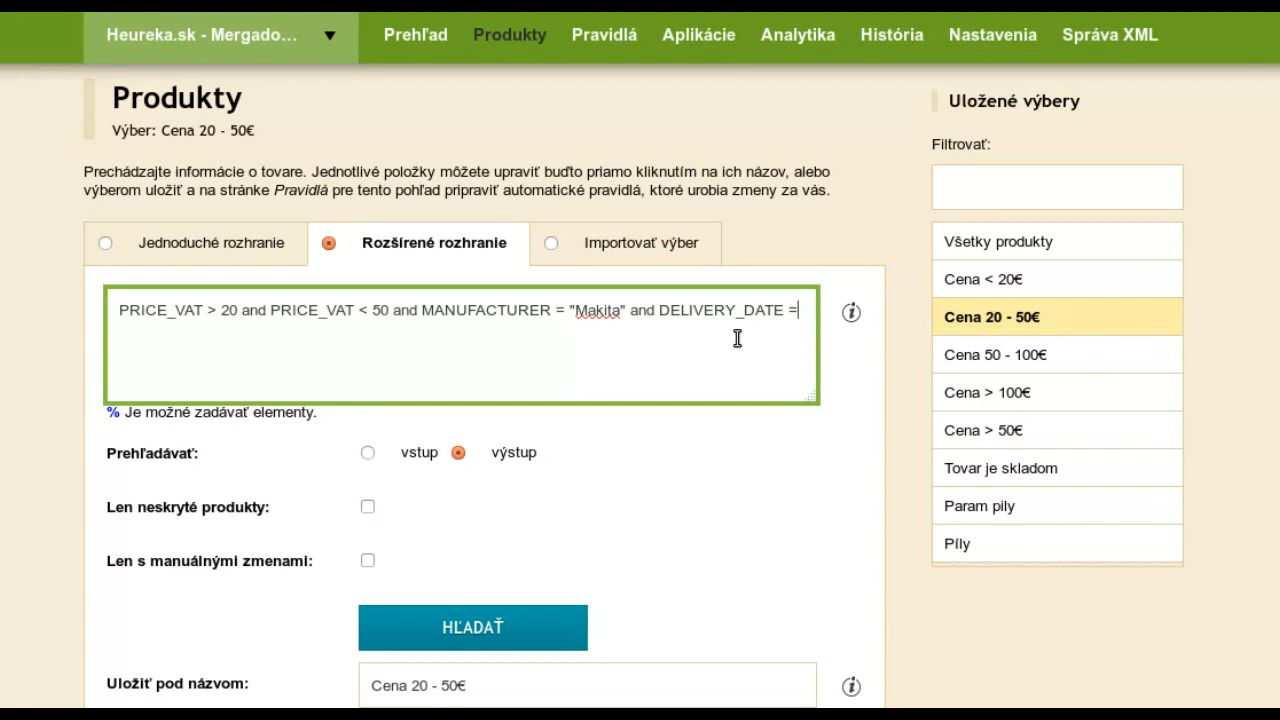 Heureka.sk - Mergado... Prehľad Produkty Pravidlá Aplikácie Analytika História Nastavenia Správa XML
Produkty
Výber: Cena 20 - 50€
Prechádzajte informácie o tovare. Jednotlivé položky môžete upraviť buďto priamo kliknutím na ich názov, alebo
výberom uložiť a na stránke Pravidlá pre tento pohľad pripraviť automatické pravidlá, ktoré urobia zmeny za vás.
Jednoduché rozhranie Rozšírené rozhranie Importovať výber
PRICE_VAT > 20 and PRICE_VAT < 50 and MANUFACTURER = "Makita" and DELIVERY_DATE =
% Je možné zadávať elementy.
Prehľadávať: vstup výstup
Len neskryté produkty:
Len s manuálnými zmenami:
HĽADAŤ
Uložiť pod názvom: Cena 20 - 50€
Uložené výbery
Filtrovať:
Všetky produkty
Cena < 20€
Cena 20 - 50€
Cena 50 - 100€
Cena > 100€
Cena > 50€
Tovar je skladom
Param pily
Píly